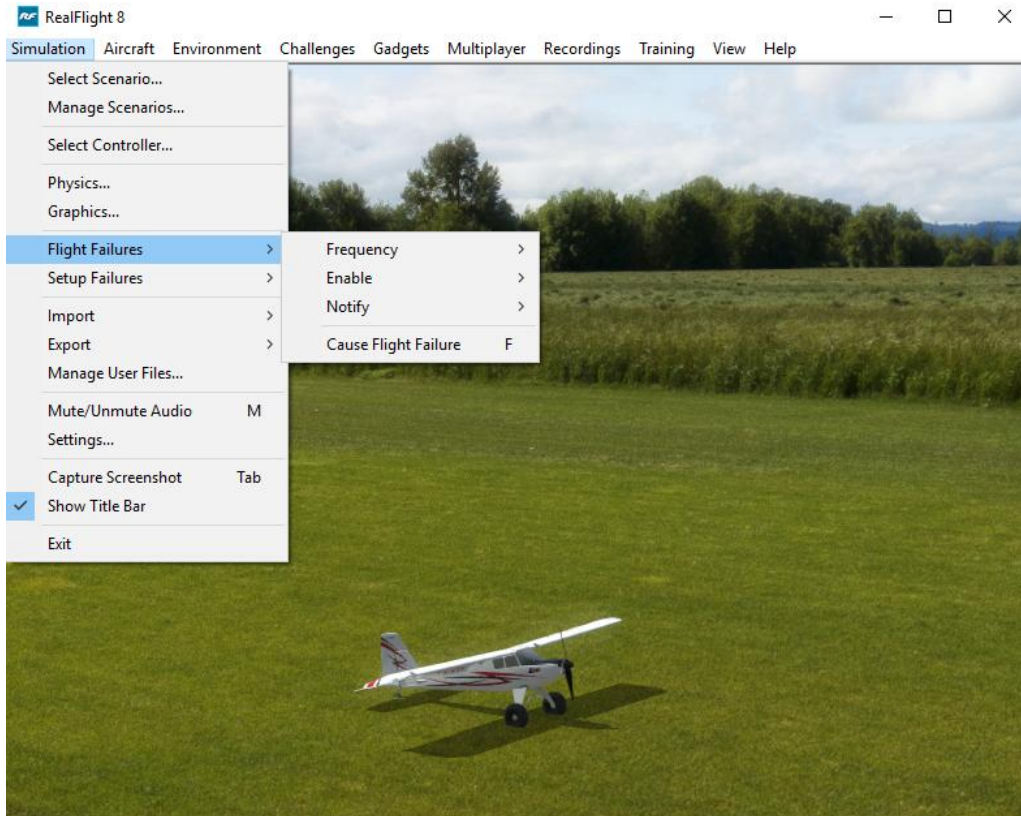 RealFlight 8
Simulation Aircraft Environment Challenges Gadgets Multiplayer Recordings Training View Help
Select Scenario...
Manage Scenarios...
Select Controller...
Physics...
Graphics...
Flight Failures
Setup Failures
Import
Export
Manage User Files...
Mute/Unmute Audio M
Settings...
Capture Screenshot Tab
Show Title Bar
Exit
Frequency
Enable
Notify
Cause Flight Failure F